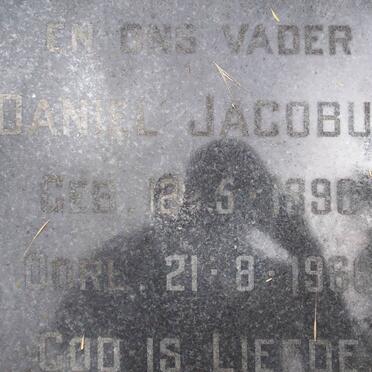 EN ONS VADER
DANIEL JACOBU
GEB. 12.5.1890
OORL. 21.8.196
GOD IS LIEFDE